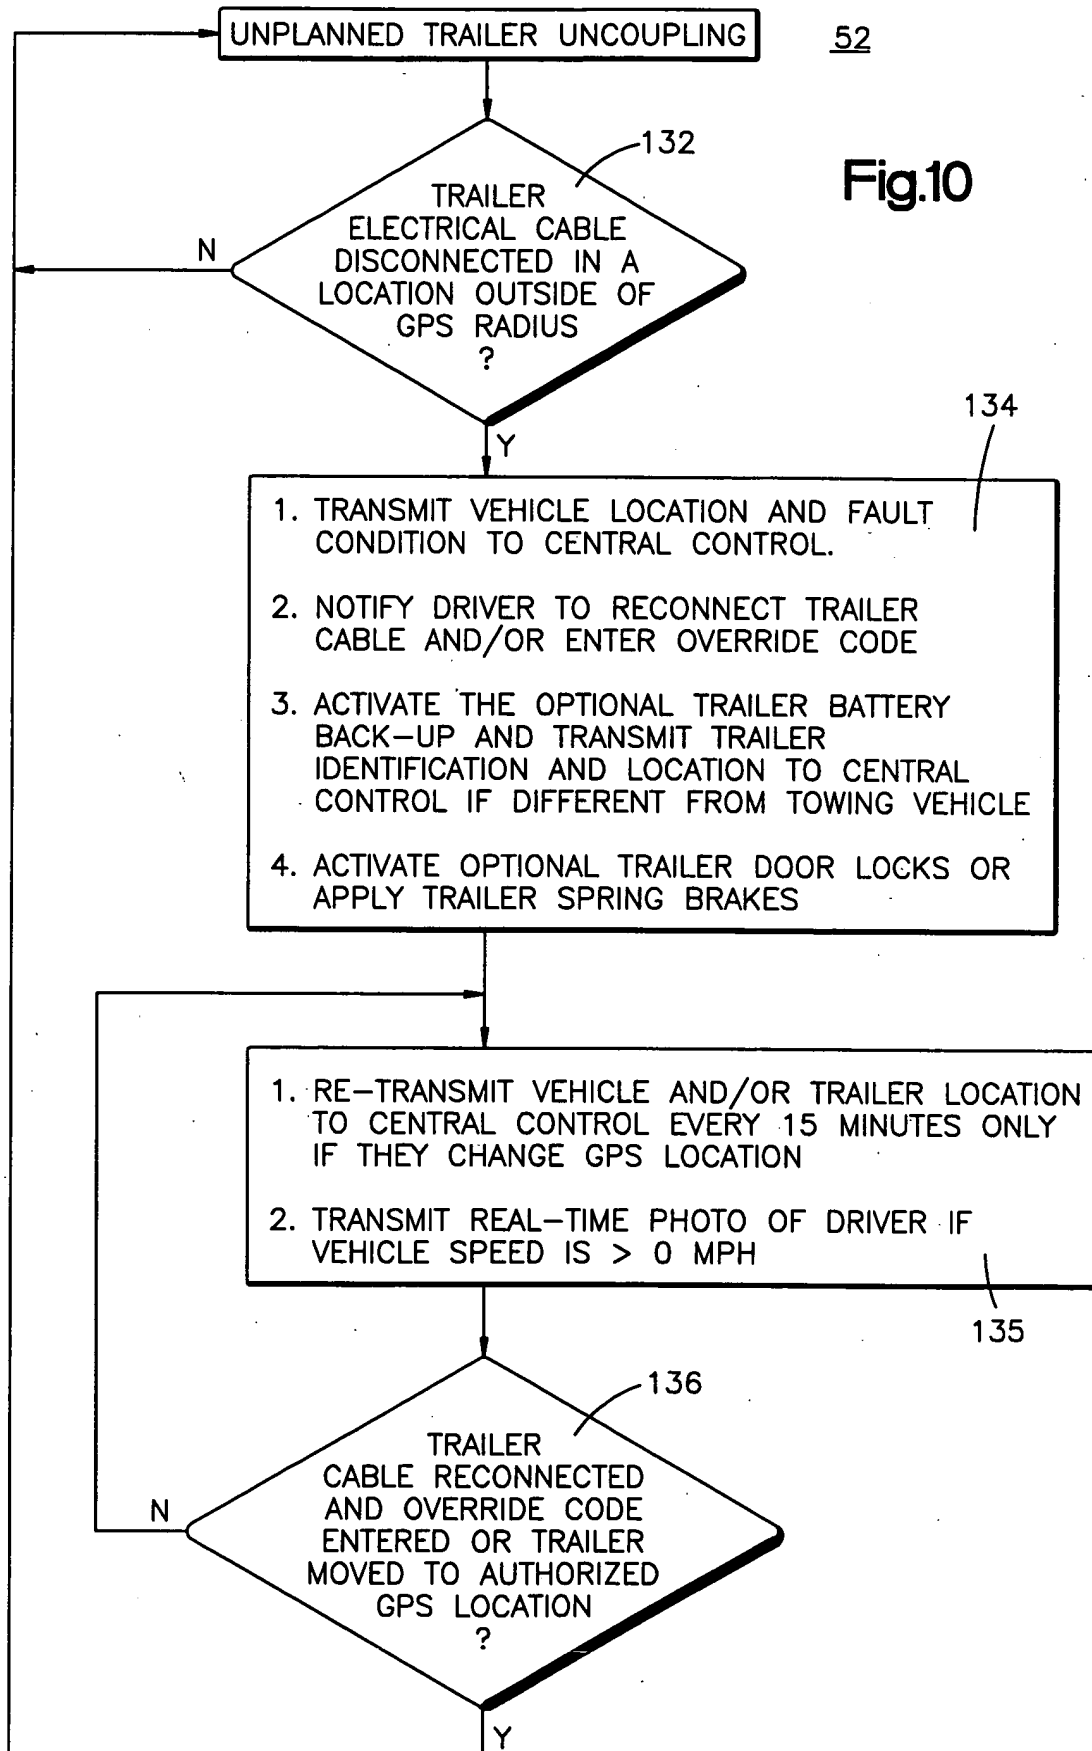 UNPLANNED TRAILER UNCOUPLING
52
Fig.10
132
TRAILER
ELECTRICAL CABLE
DISCONNECTED IN A
LOCATION OUTSIDE OF
GPS RADIUS
?
N
Y
134
1. TRANSMIT VEHICLE LOCATION AND FAULT
CONDITION TO CENTRAL CONTROL.
2. NOTIFY DRIVER TO RECONNECT TRAILER
CABLE AND/OR ENTER OVERRIDE CODE
3. ACTIVATE THE OPTIONAL TRAILER BATTERY
BACK-UP AND TRANSMIT TRAILER
IDENTIFICATION AND LOCATION TO CENTRAL
CONTROL IF DIFFERENT FROM TOWING VEHICLE
4. ACTIVATE OPTIONAL TRAILER DOOR LOCKS OR
APPLY TRAILER SPRING BRAKES
1. RE-TRANSMIT VEHICLE AND/OR TRAILER LOCATION
TO CENTRAL CONTROL EVERY 15 MINUTES ONLY
IF THEY CHANGE GPS LOCATION
2. TRANSMIT REAL-TIME PHOTO OF DRIVER IF
VEHICLE SPEED IS > 0 MPH
135
136
TRAILER
CABLE RECONNECTED
AND OVERRIDE CODE
ENTERED OR TRAILER
MOVED TO AUTHORIZED
GPS LOCATION
?
N
Y